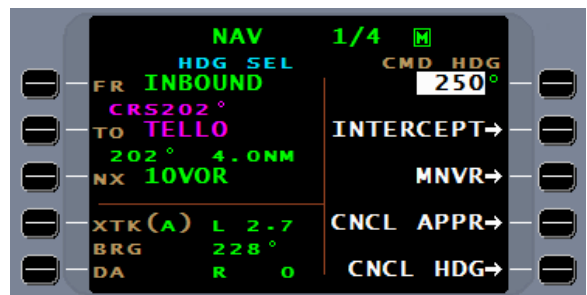 NAV 1/4 M
HDG SEL CMD HDG
FR INBOUND 250°
CRS202°
TO TELLO INTERCEPT→
202° 4.0NM
NX 10VOR MNVR→
XTK(A) L 2.7 CNCL APPR→
BRG 228°
DA R 0 CNCL HDG→